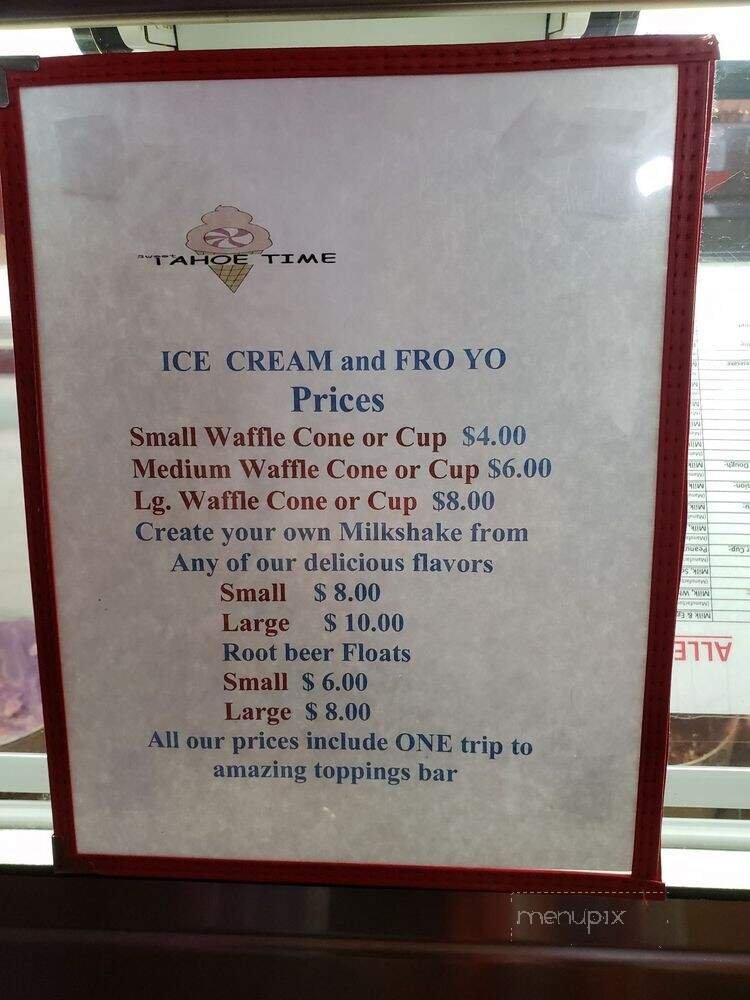 TAHOE TIME
ICE CREAM and FRO YO
Prices
Small Waffle Cone or Cup $4.00
Medium Waffle Cone or Cup $6.00
Lg. Waffle Cone or Cup $8.00
Create your own Milkshake from
Any of our delicious flavors
Small $ 8.00
Large $ 10.00
Root beer Floats
Small $ 6.00
Large $ 8.00
All our prices include ONE trip to
amazing toppings bar
ALLE
menupix